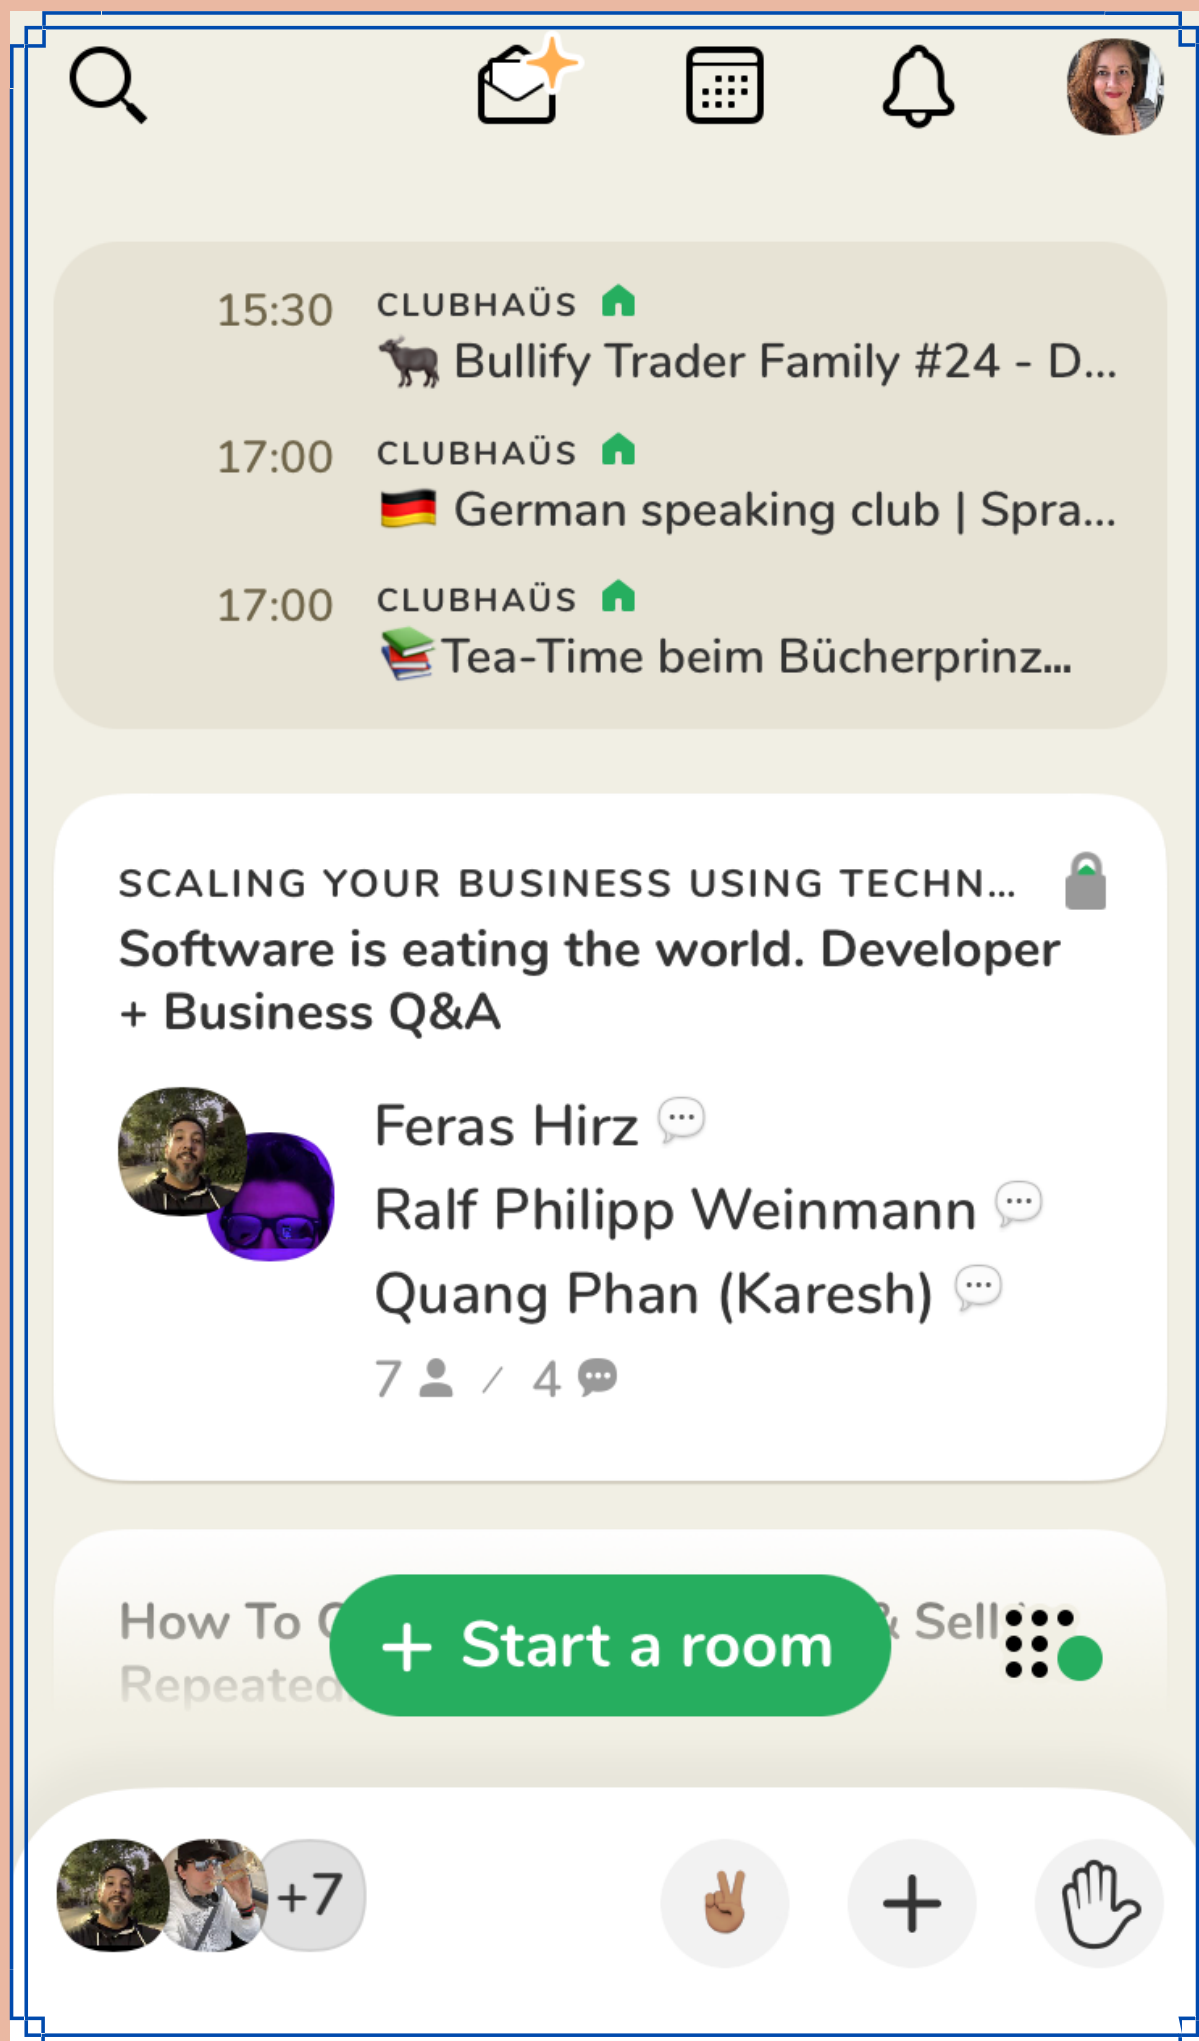 15:30 CLUBHAÜS
Bullify Trader Family #24 - D...
17:00 CLUBHAÜS
German speaking club | Spra...
17:00 CLUBHAÜS
Tea-Time beim Bücherprinz...
SCALING YOUR BUSINESS USING TECHN...
Software is eating the world. Developer
+ Business Q&A
Feras Hirz
Ralf Philipp Weinmann
Quang Phan (Karesh)
7 / 4
How To & Sell
+ Start a room
Repeated
+7